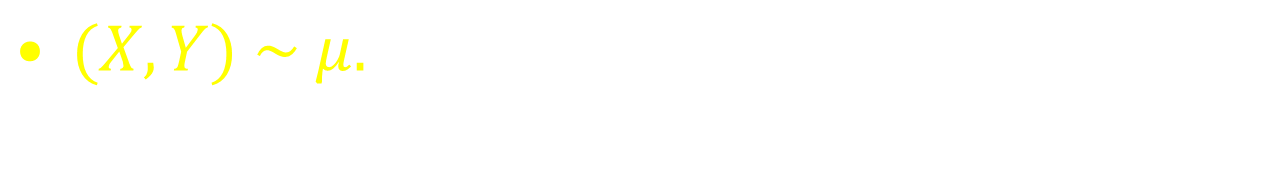 • (X, Y) ~ μ.